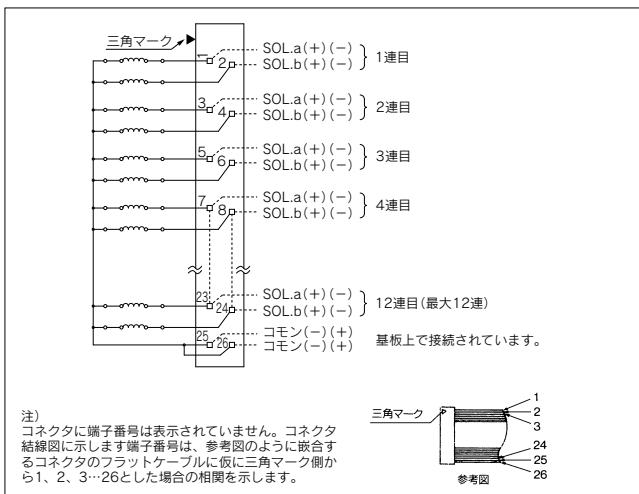 三角マーク
1
2
SOL.a(+)(−)
SOL.b(+)(−)
1連目
3
4
SOL.a(+)(−)
SOL.b(+)(−)
2連目
5
6
SOL.a(+)(−)
SOL.b(+)(−)
3連目
7
8
SOL.a(+)(−)
SOL.b(+)(−)
4連目
23
24
SOL.a(+)(−)
SOL.b(+)(−)
12連目(最大12連)
25
26
コモン(−)(+)
コモン(−)(+)
基板上で接続されています。
注)
コネクタに端子番号は表示されていません。コネクタ
結線図に示します端子番号は、参考図のように嵌合す
るコネクタのフラットケーブルに仮に三角マーク側か
ら1、2、3…26とした場合の相関を示します。
三角マーク
1
2
3
24
25
26
参考図